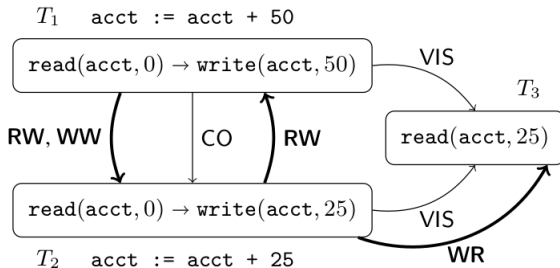 T₁ acct := acct + 50
read(acct, 0) → write(acct, 50)
VIS
T₃
RW, WW
CO
RW
read(acct, 25)
read(acct, 0) → write(acct, 25)
VIS
WR
T₂ acct := acct + 25